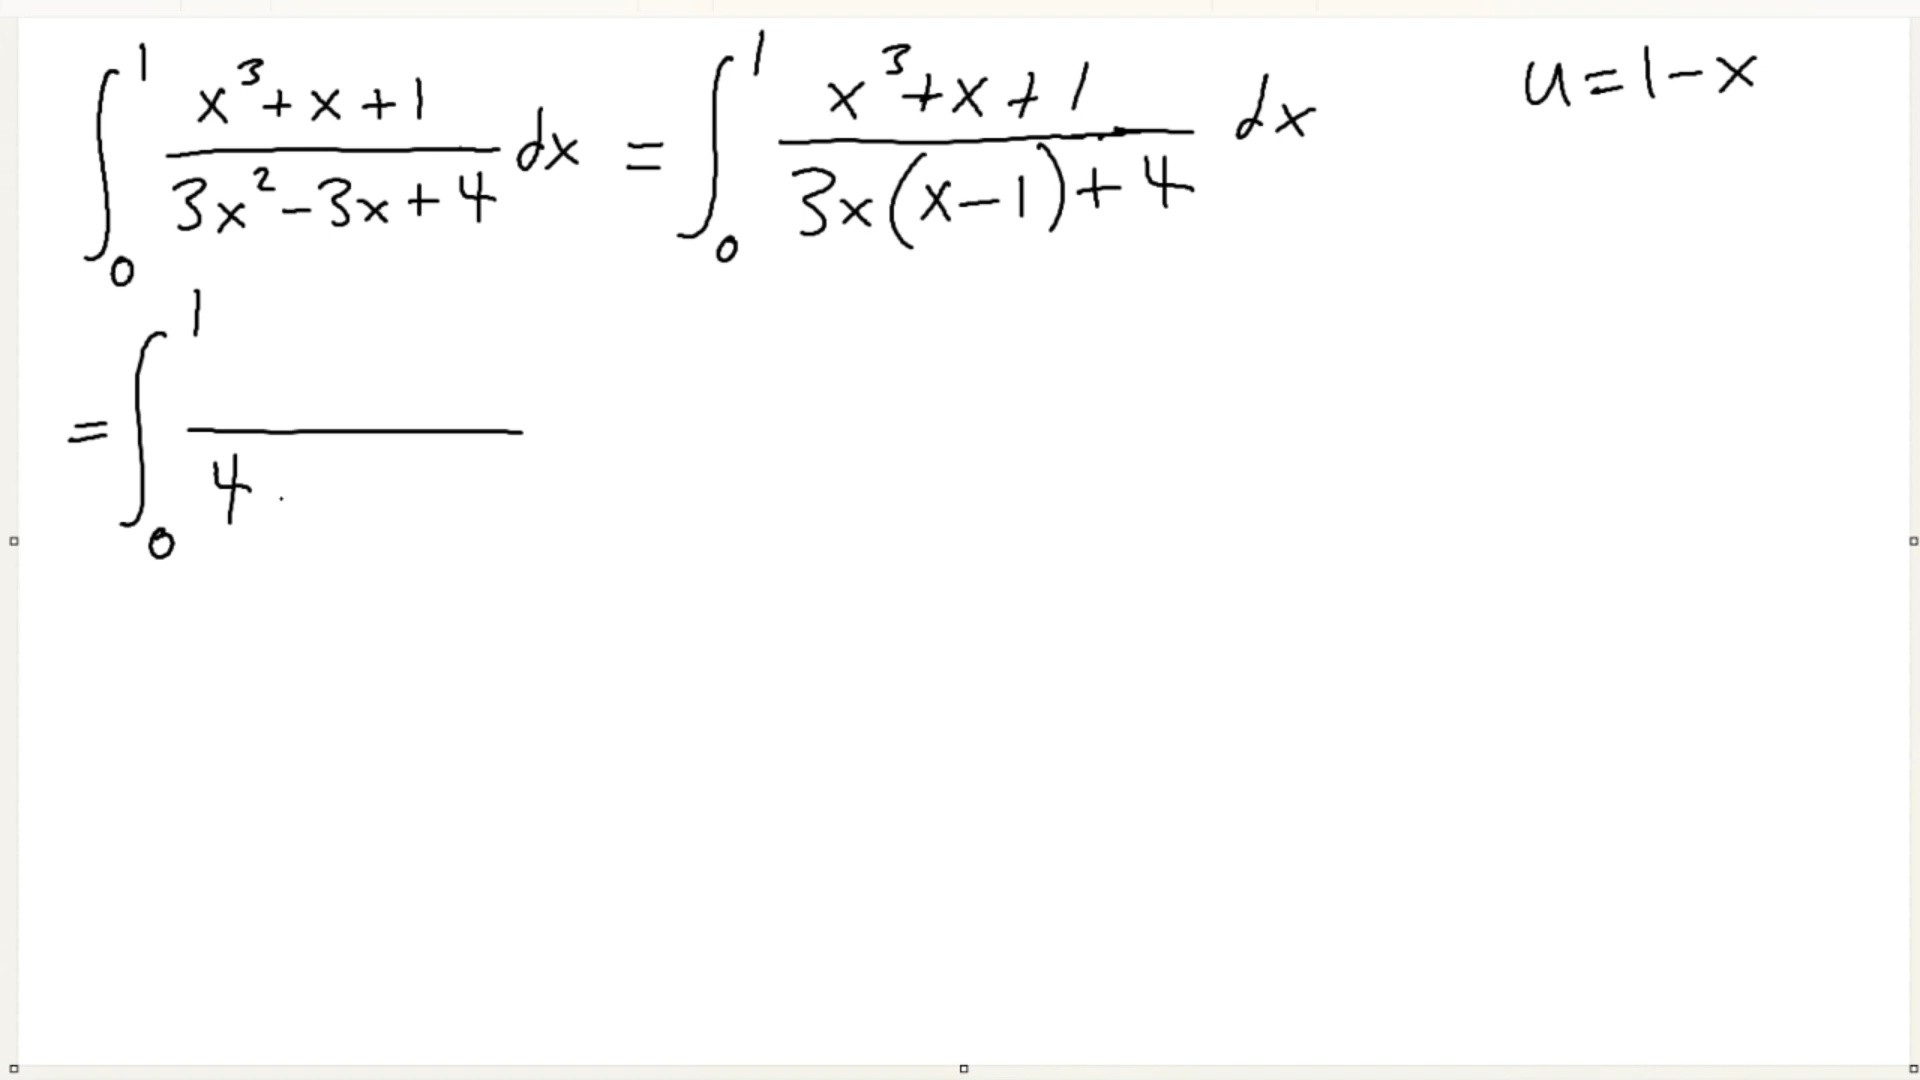 ∫₀¹ (x³+x+1)/(3x²-3x+4) dx = ∫₀¹ (x³+x+1)/(3x(x-1)+4) dx   u=1-x
= ∫₀¹ ―/(4